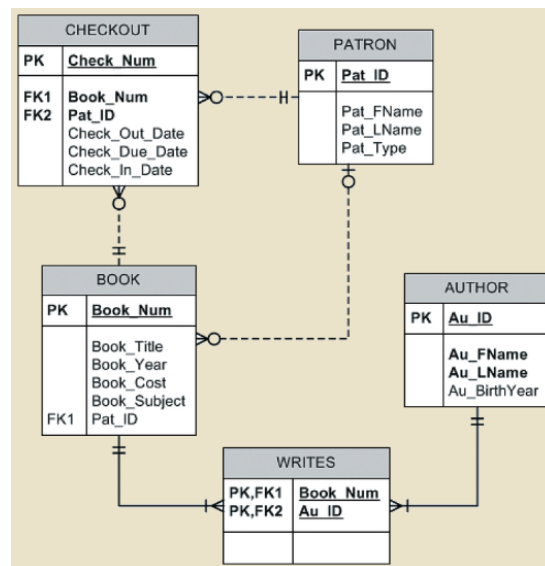 CHECKOUT
PK Check_Num
FK1 Book_Num
FK2 Pat_ID
Check_Out_Date
Check_Due_Date
Check_In_Date
PATRON
PK Pat_ID
Pat_FName
Pat_LName
Pat_Type
BOOK
PK Book_Num
Book_Title
Book_Year
Book_Cost
Book_Subject
FK1 Pat_ID
AUTHOR
PK Au_ID
Au_FName
Au_LName
Au_BirthYear
WRITES
PK,FK1 Book_Num
PK,FK2 Au_ID